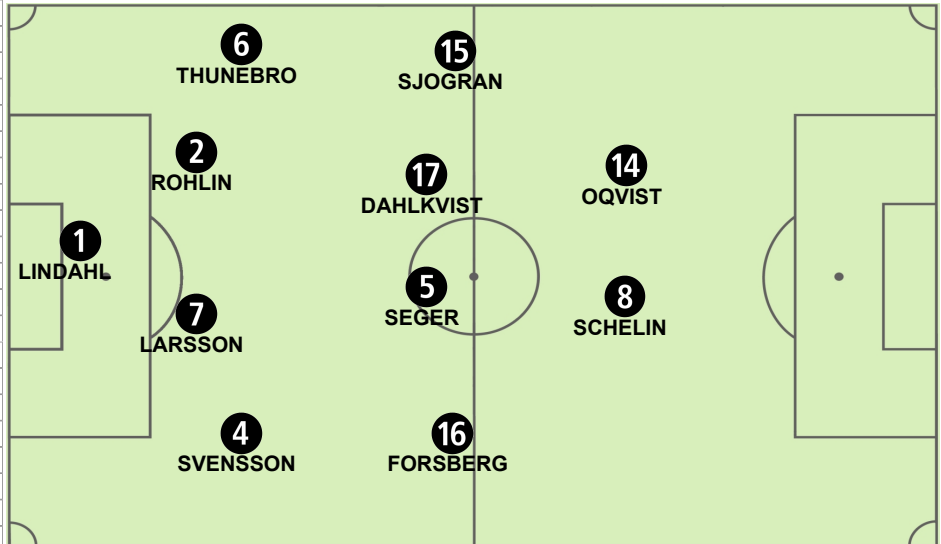 6
THUNEBRO
15
SJOGRAN
2
ROHLIN
17
DAHLKVIST
14
OQVIST
1
LINDAHL
5
SEGER
8
SCHELIN
7
LARSSON
4
SVENSSON
16
FORSBERG